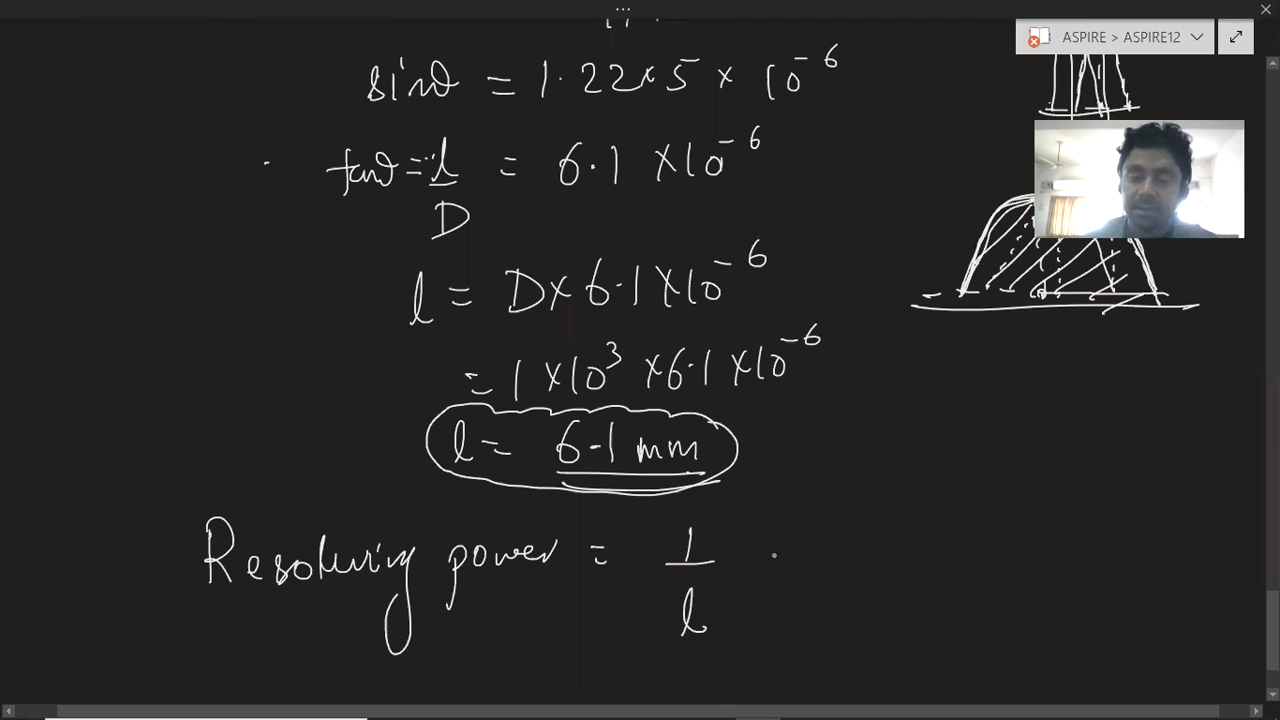 ASPIRE > ASPIRE12
sinθ = 1.22 × 5 × 10⁻⁶
tanθ = l/D = 6.1 × 10⁻⁶
l = D × 6.1 × 10⁻⁶
= 1 × 10³ × 6.1 × 10⁻⁶
l = 6.1 mm
Resolving power = 1/l